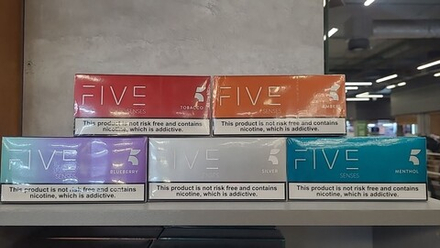 FIVE
SENSES
5
TOBACCO
This product is not risk free and contains
nicotine, which is addictive.
FIVE
5
AMBER
This product is not risk free and contains
nicotine, which is addictive.
FIVE
5
BLUEBERRY
This product is not risk free and contains
nicotine, which is addictive.
FIVE
5
SILVER
This product is not risk free and contains
nicotine, which is addictive.
FIVE
SENSES
5
MENTHOL
This product is not risk free and contains
nicotine, which is addictive.